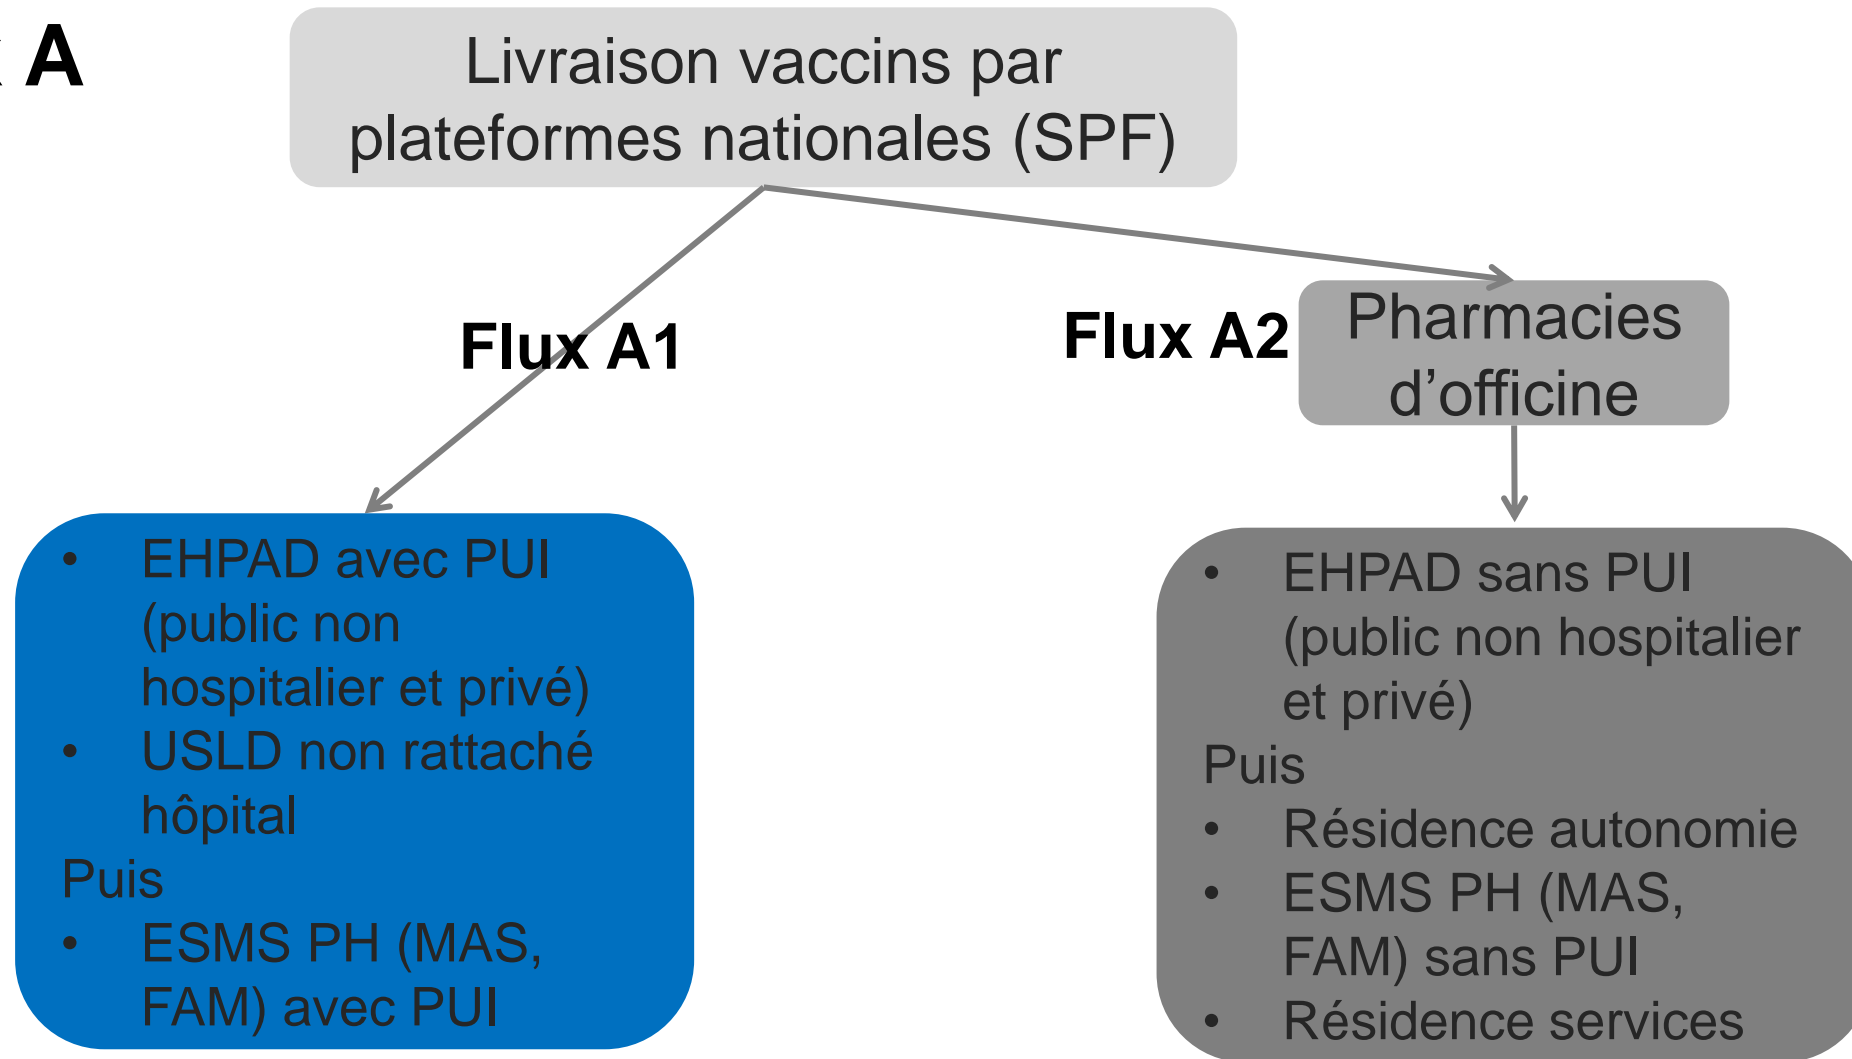 A
Livraison vaccins par
plateformes nationales (SPF)
Flux A1
Flux A2
Pharmacies
d’officine
• EHPAD avec PUI
(public non
hospitalier et privé)
• USLD non rattaché
hôpital
Puis
• ESMS PH (MAS,
FAM) avec PUI
• EHPAD sans PUI
(public non hospitalier
et privé)
Puis
• Résidence autonomie
• ESMS PH (MAS,
FAM) sans PUI
• Résidence services